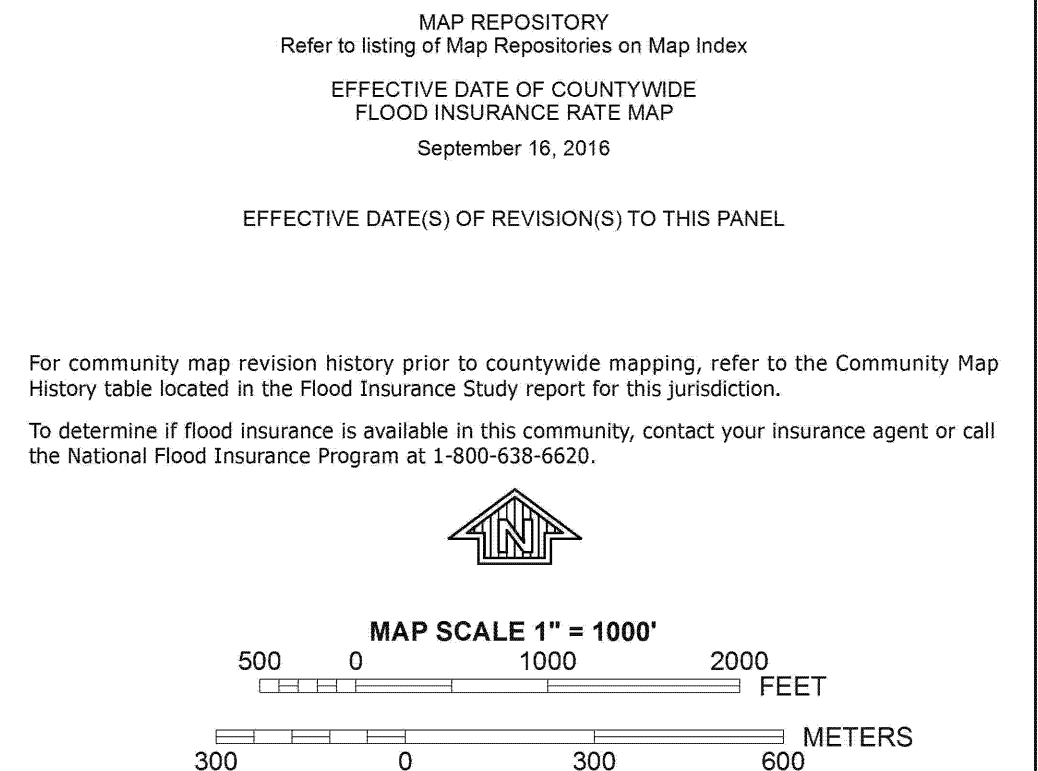 MAP REPOSITORY
Refer to listing of Map Repositories on Map Index
EFFECTIVE DATE OF COUNTYWIDE
FLOOD INSURANCE RATE MAP
September 16, 2016
EFFECTIVE DATE(S) OF REVISION(S) TO THIS PANEL
For community map revision history prior to countywide mapping, refer to the Community Map
History table located in the Flood Insurance Study report for this jurisdiction.
To determine if flood insurance is available in this community, contact your insurance agent or call
the National Flood Insurance Program at 1-800-638-6620.
N
MAP SCALE 1" = 1000'
500 0 1000 2000
FEET
METERS
300 0 300 600